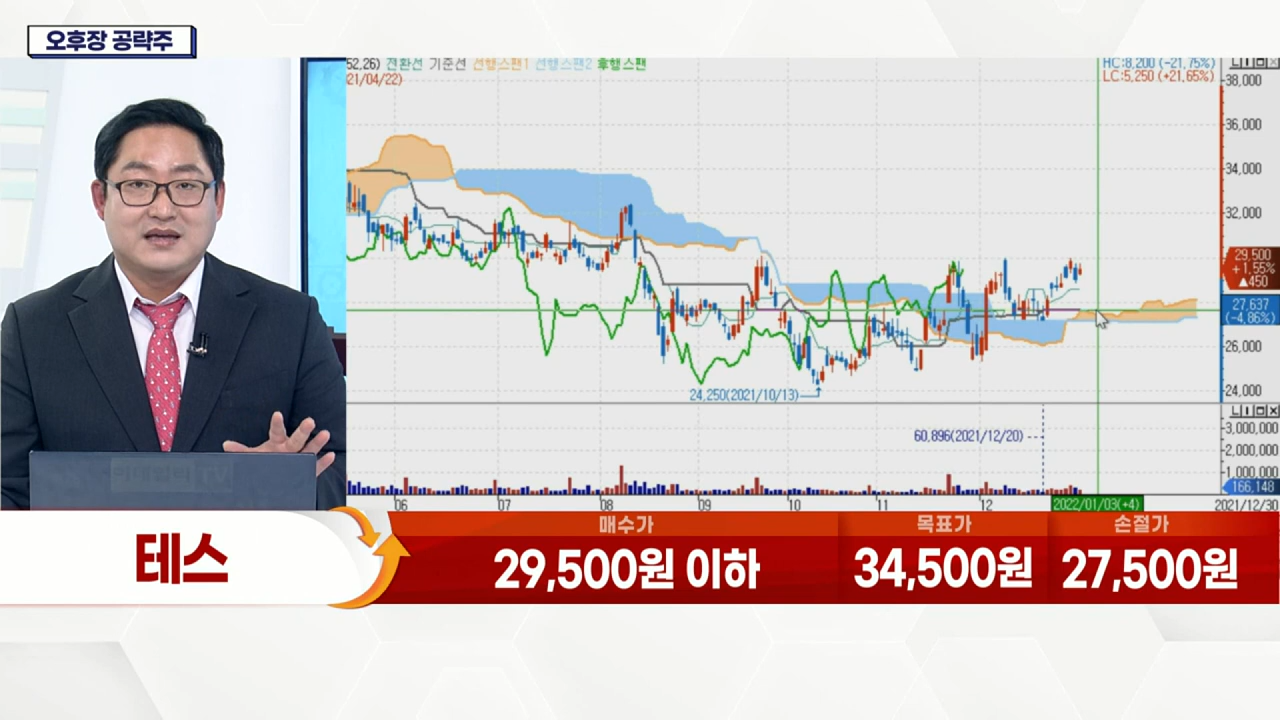 오후장 공략주
52,26) 전환선 기준선 선행스팬1 선행스팬2 후행스팬
21/04/22)
HC:8,200 (-21,75%)
LC:5,250 (+21,65%)
38,000
36,000
34,000
32,000
29,500
+1.55%
▲450
27,637
(-4.86%)
26,000
24,000
24,250(2021/10/13)
60,896(2021/12/20)
3,000,000
2,000,000
1,000,000
166,148
06 07 08 09 10 11 12 2022/01/03(+4) 2021/12/30
테스
매수가 목표가 손절가
29,500원 이하 34,500원 27,500원